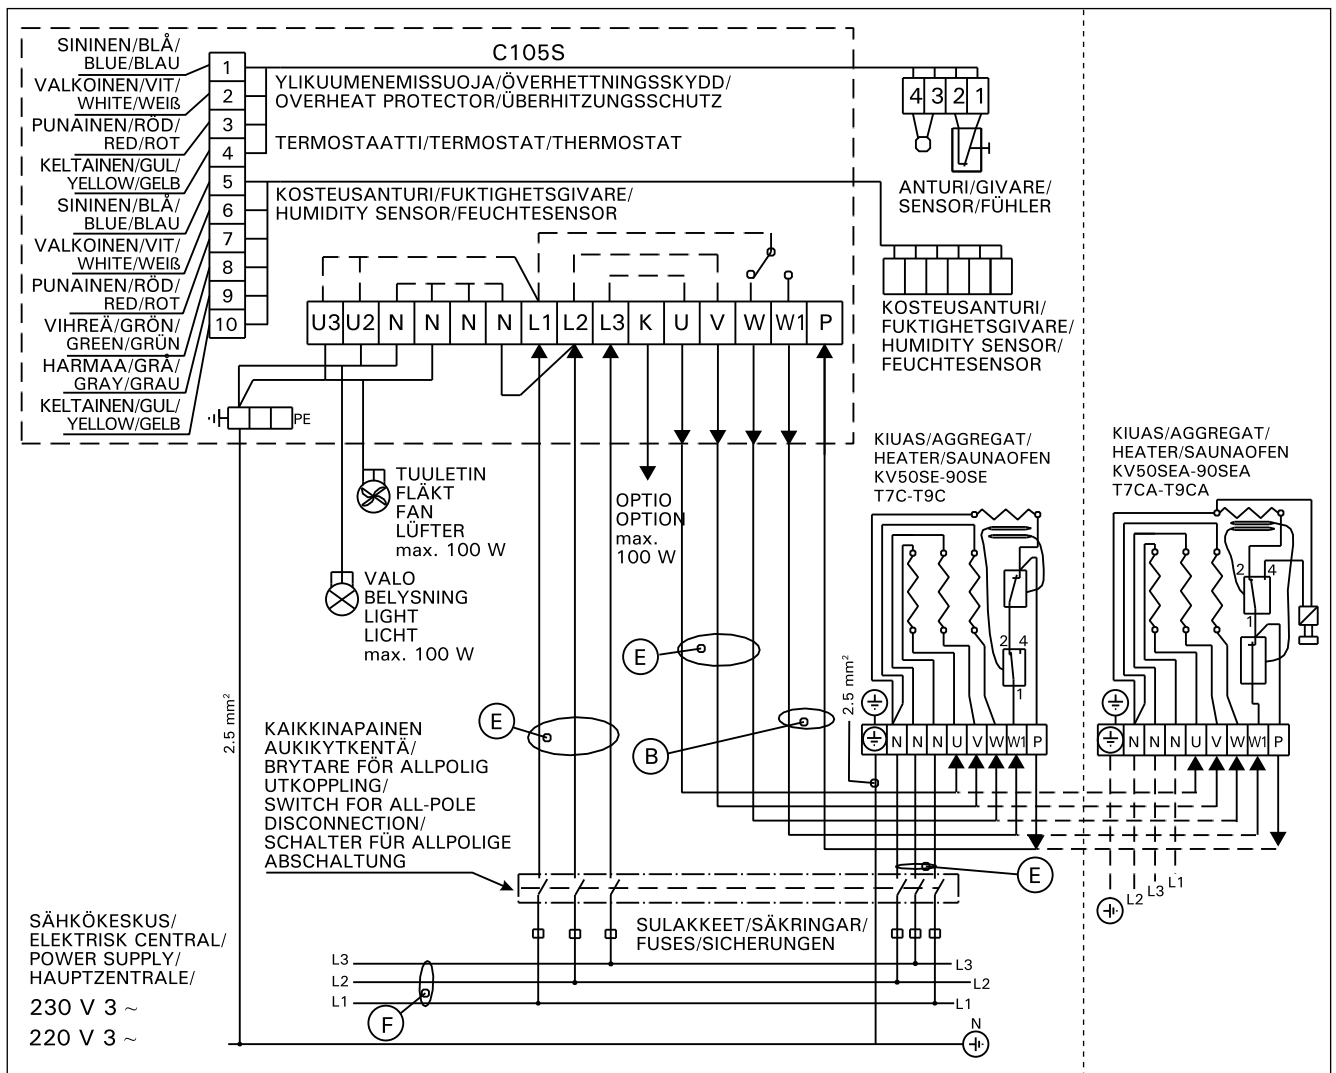 SININEN/BLÅ/
BLUE/BLAU
VALKOINEN/VIT/
WHITE/WEIß
PUNAINEN/RÖD/
RED/ROT
KELTAINEN/GUL/
YELLOW/GELB
SININEN/BLÅ/
BLUE/BLAU
VALKOINEN/VIT/
WHITE/WEIß
PUNAINEN/RÖD/
RED/ROT
VIHREÄ/GRÖN/
GREEN/GRÜN
HARMAA/GRÅ/
GRAY/GRAU
KELTAINEN/GUL/
YELLOW/GELB
1
2
3
4
5
6
7
8
9
10
C105S
YLIKUUMENEMISSUOJA/ÖVERHETTNINGSSKYDD/
OVERHEAT PROTECTOR/ÜBERHITZUNGSSCHUTZ
TERMOSTAATTI/TERMOSTAT/THERMOSTAT
KOSTEUSANTURI/FUKTIGHETSGIVARE/
HUMIDITY SENSOR/FEUCHTESENSOR
4 3 2 1
ANTURI/GIVARE/
SENSOR/FÜHLER
KOSTEUSANTURI/
FUKTIGHETSGIVARE/
HUMIDITY SENSOR/
FEUCHTESENSOR
U3 U2 N N N N L1 L2 L3 K U V W W1 P
PE
TUULETIN
FLÄKT
FAN
LÜFTER
max. 100 W
VALO
BELYSNING
LIGHT
LICHT
max. 100 W
OPTIO
OPTION
max.
100 W
KIUAS/AGGREGAT/
HEATER/SAUNAOFEN
KV50SE-90SE
T7C-T9C
2 4
1
N N N U V W W1 P
KIUAS/AGGREGAT/
HEATER/SAUNAOFEN
KV50SEA-90SEA
T7CA-T9CA
2 4
1
N N N U V W W1 P
L2 L3 L1
E
E
B
E
2.5 mm²
2.5 mm²
KAIKKINAPAINEN
AUKIKYTKENTÄ/
BRYTARE FÖR ALLPOLIG
UTKOPPLING/
SWITCH FOR ALL-POLE
DISCONNECTION/
SCHALTER FÜR ALLPOLIGE
ABSCHALTUNG
SULAKKEET/SÄKRINGAR/
FUSES/SICHERUNGEN
SÄHKÖKESKUS/
ELEKTRISK CENTRAL/
POWER SUPPLY/
HAUPTZENTRALE/
230 V 3 ~
220 V 3 ~
L3 L3
L2 L2
L1 L1
F
N